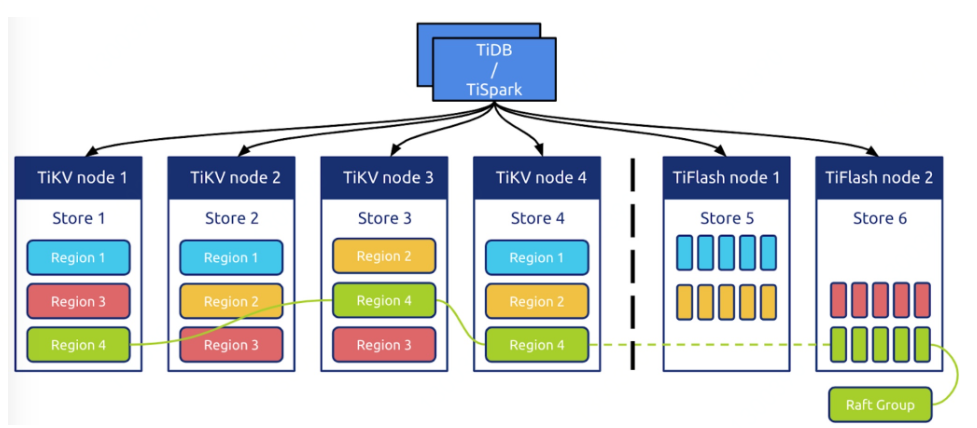 TiDB
/
TiSpark
TiKV node 1
TiKV node 2
TiKV node 3
TiKV node 4
TiFlash node 1
TiFlash node 2
Store 1
Store 2
Store 3
Store 4
Store 5
Store 6
Region 1
Region 1
Region 2
Region 1
Region 3
Region 2
Region 4
Region 2
Region 4
Region 3
Region 3
Region 4
Raft Group